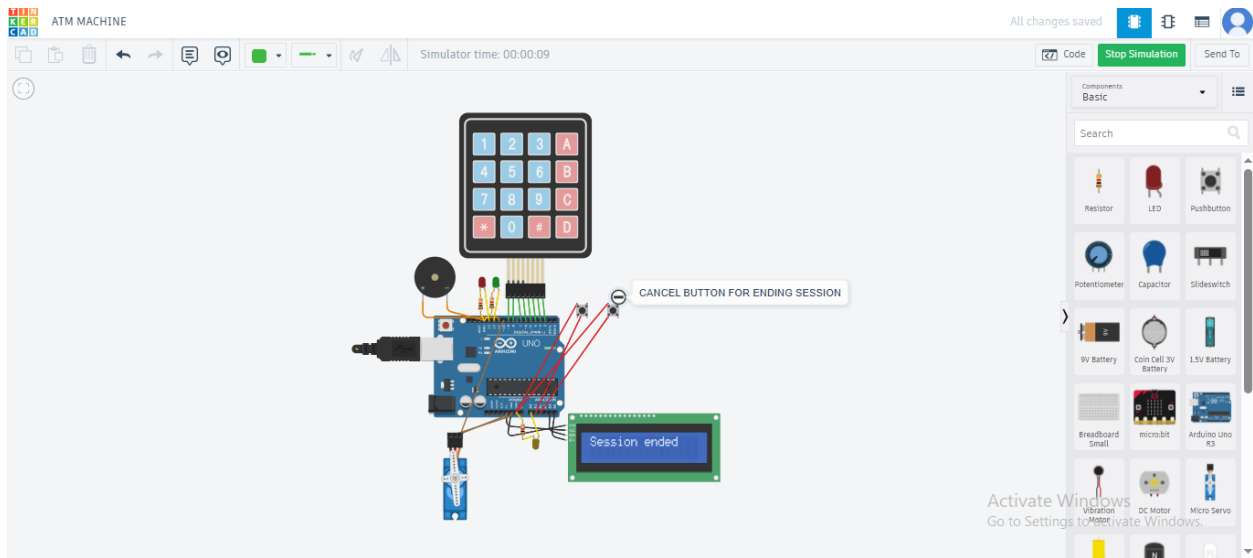 TIN
KER
CAD
ATM MACHINE
All changes saved
Simulator time: 00:00:09
Code
Stop Simulation
Send To
Components
Basic
Search
1 2 3 A
4 5 6 B
7 8 9 C
* 0 # D
CANCEL BUTTON FOR ENDING SESSION
UNO
ARDUINO
Session ended
Resistor
LED
Pushbutton
Potentiometer
Capacitor
Slideswitch
9V Battery
Coin Cell 3V
Battery
1.5V Battery
Breadboard
Small
micro:bit
Arduino Uno
R3
Vibration
Motor
DC Motor
Micro Servo
Activate Windows
Go to Settings to activate Windows.